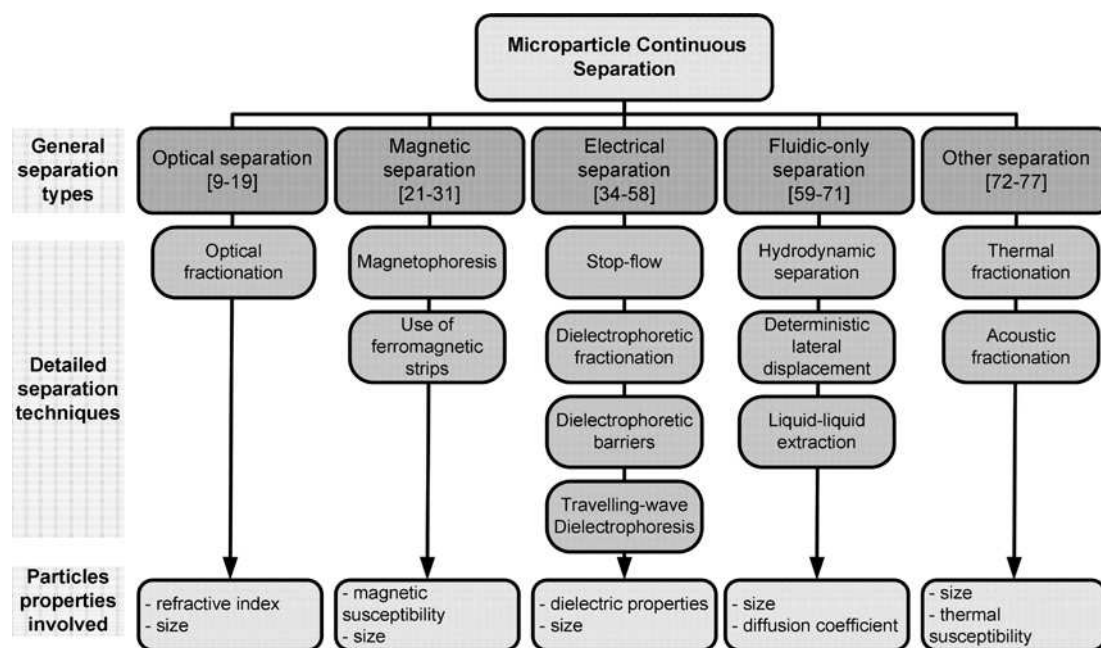 Microparticle Continuous
Separation
General
separation
types
Optical separation
[9-19]
Magnetic
separation
[21-31]
Electrical
separation
[34-58]
Fluidic-only
separation
[59-71]
Other separation
[72-77]
Detailed
separation
techniques
Optical
fractionation
Magnetophoresis
Use of
ferromagnetic
strips
Stop-flow
Dielectrophoretic
fractionation
Dielectrophoretic
barriers
Travelling-wave
Dielectrophoresis
Hydrodynamic
separation
Deterministic
lateral
displacement
Liquid-liquid
extraction
Thermal
fractionation
Acoustic
fractionation
Particles
properties
involved
- refractive index
- size
- magnetic
susceptibility
- size
- dielectric properties
- size
- size
- diffusion coefficient
- size
- thermal
susceptibility